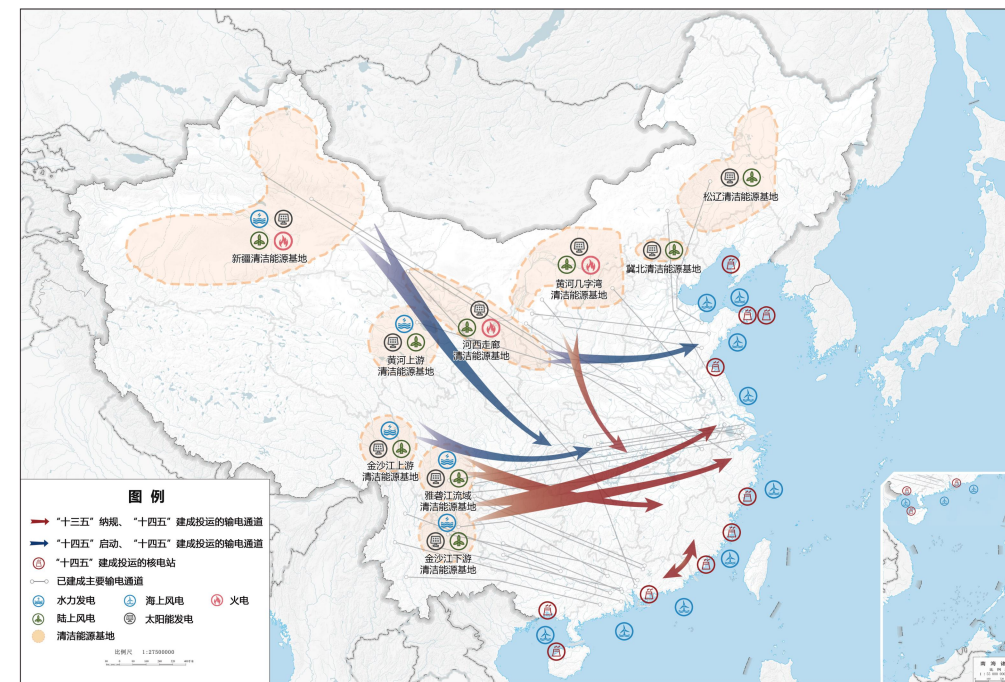 松辽清洁能源基地
新疆清洁能源基地
冀北清洁能源基地
黄河几字湾
清洁能源基地
河西走廊
清洁能源基地
黄河上游
清洁能源基地
金沙江上游
清洁能源基地
雅砻江流域
清洁能源基地
金沙江下游
清洁能源基地
图 例
“十三五”纳规、“十四五”建成投运的输电通道
“十四五”启动、“十四五”建成投运的输电通道
“十四五”建成投运的核电站
已建成主要输电通道
水力发电 海上风电 火电
陆上风电 太阳能发电
清洁能源基地
比例尺 1:27500000